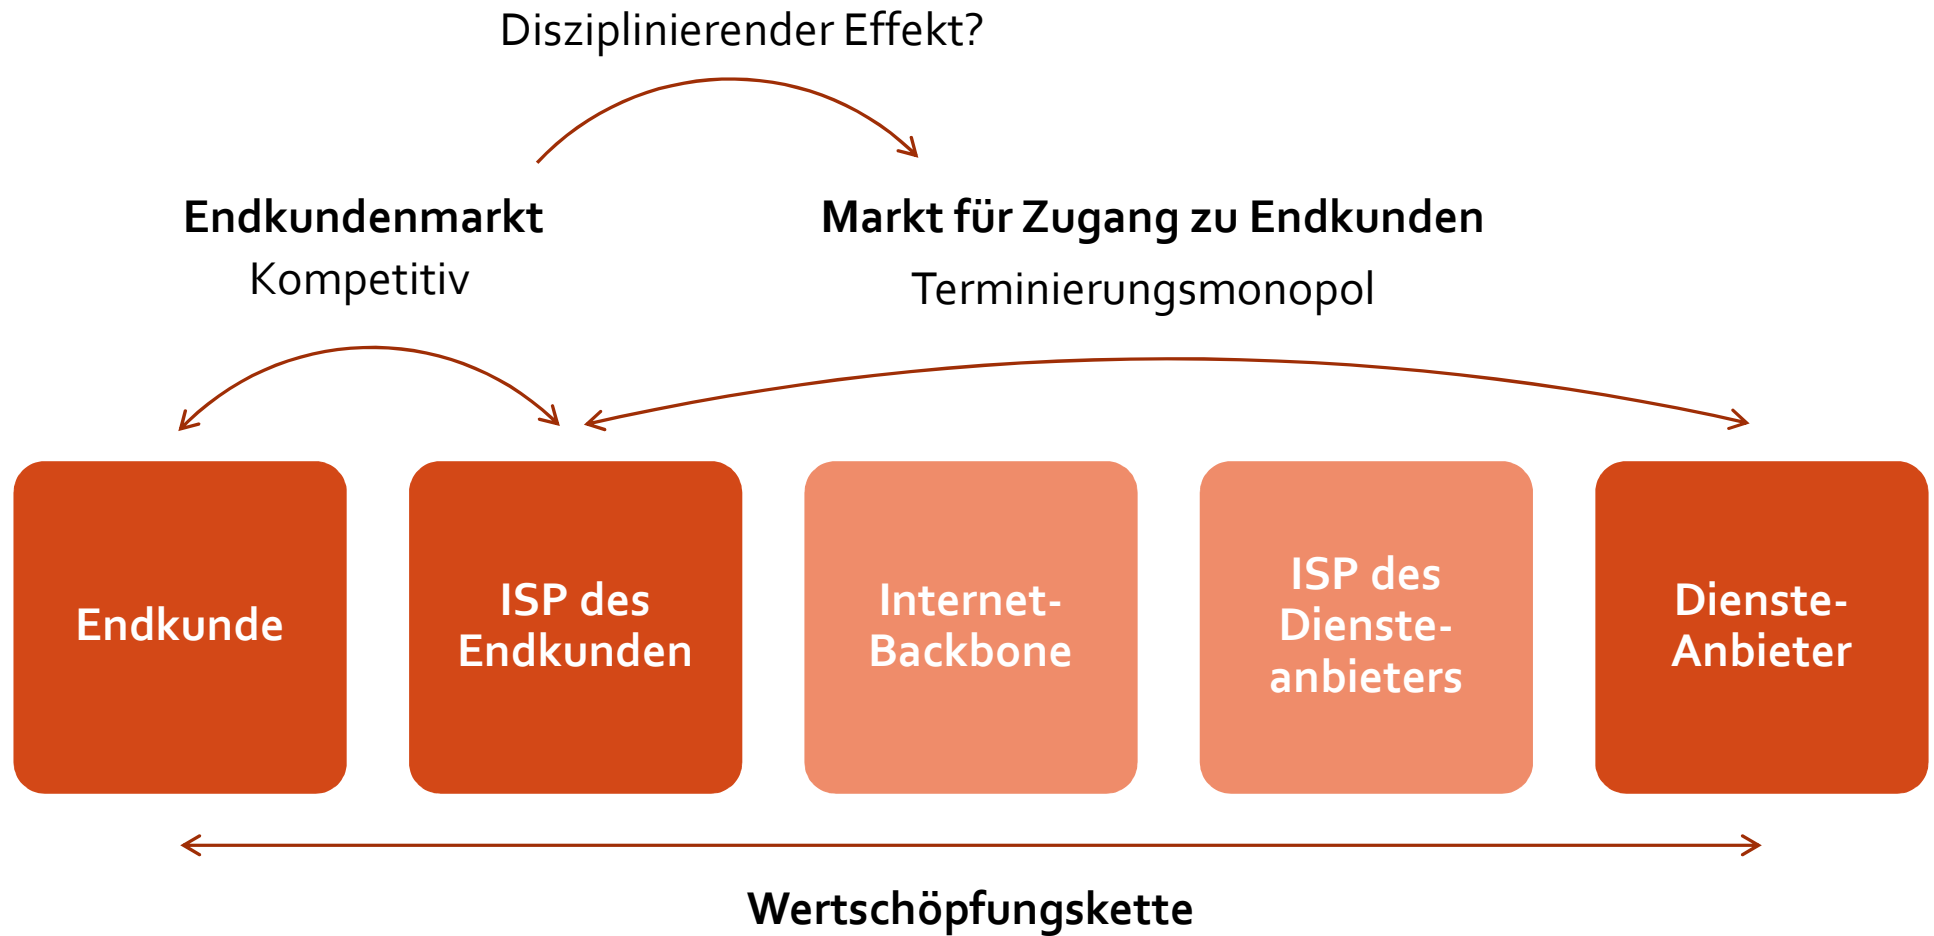 Disziplinierender Effekt?
Endkundenmarkt
Kompetitiv
Markt für Zugang zu Endkunden
Terminierungsmonopol
Endkunde
ISP des
Endkunden
Internet-
Backbone
ISP des
Dienste-
anbieters
Dienste-
Anbieter
Wertschöpfungskette